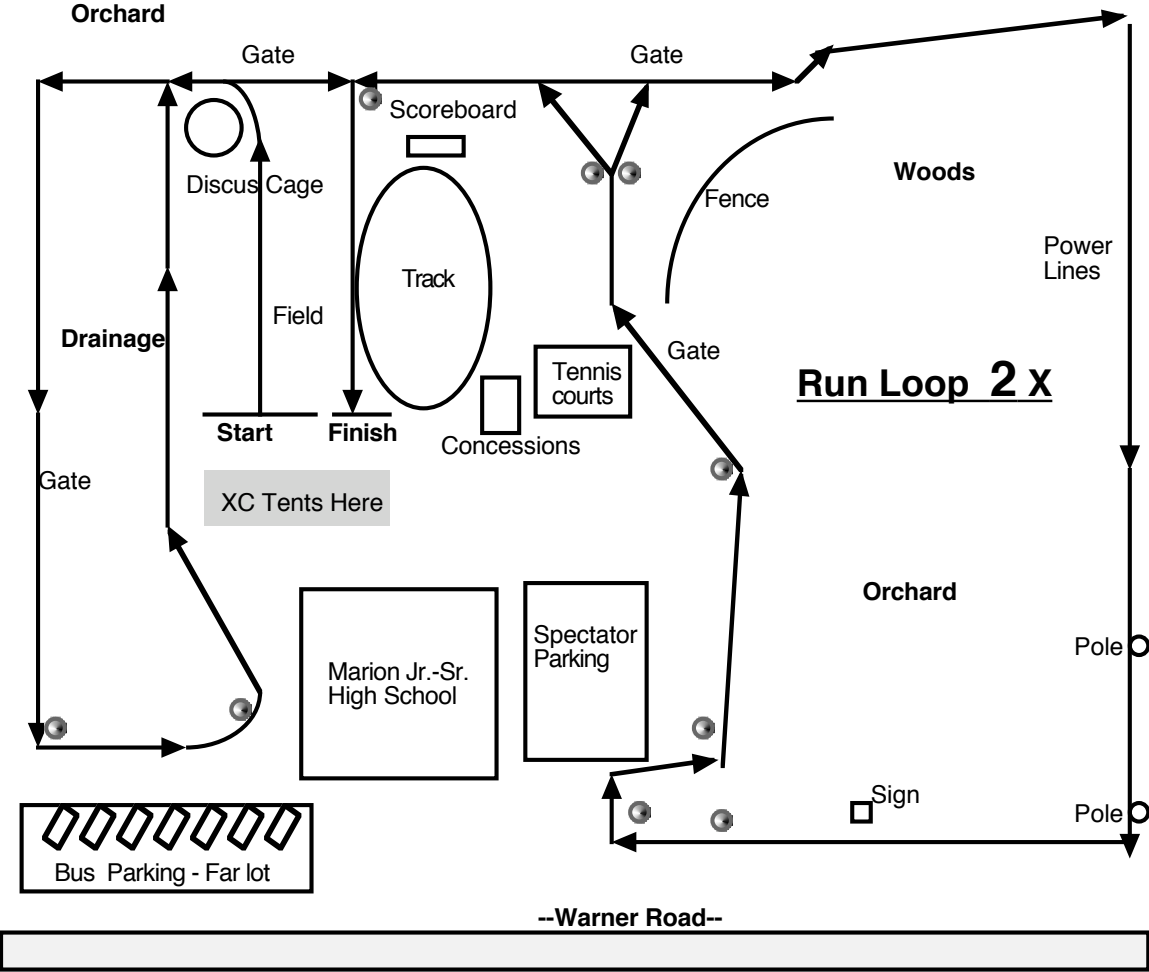 Orchard
Gate
Gate
Scoreboard
Discus Cage
Woods
Fence
Power
Lines
Track
Field
Drainage
Gate
Tennis
courts
Run Loop 2 X
Start
Finish
Concessions
Gate
XC Tents Here
Orchard
Spectator
Parking
Pole
Marion Jr.-Sr.
High School
Sign
Pole
Bus Parking - Far lot
--Warner Road--